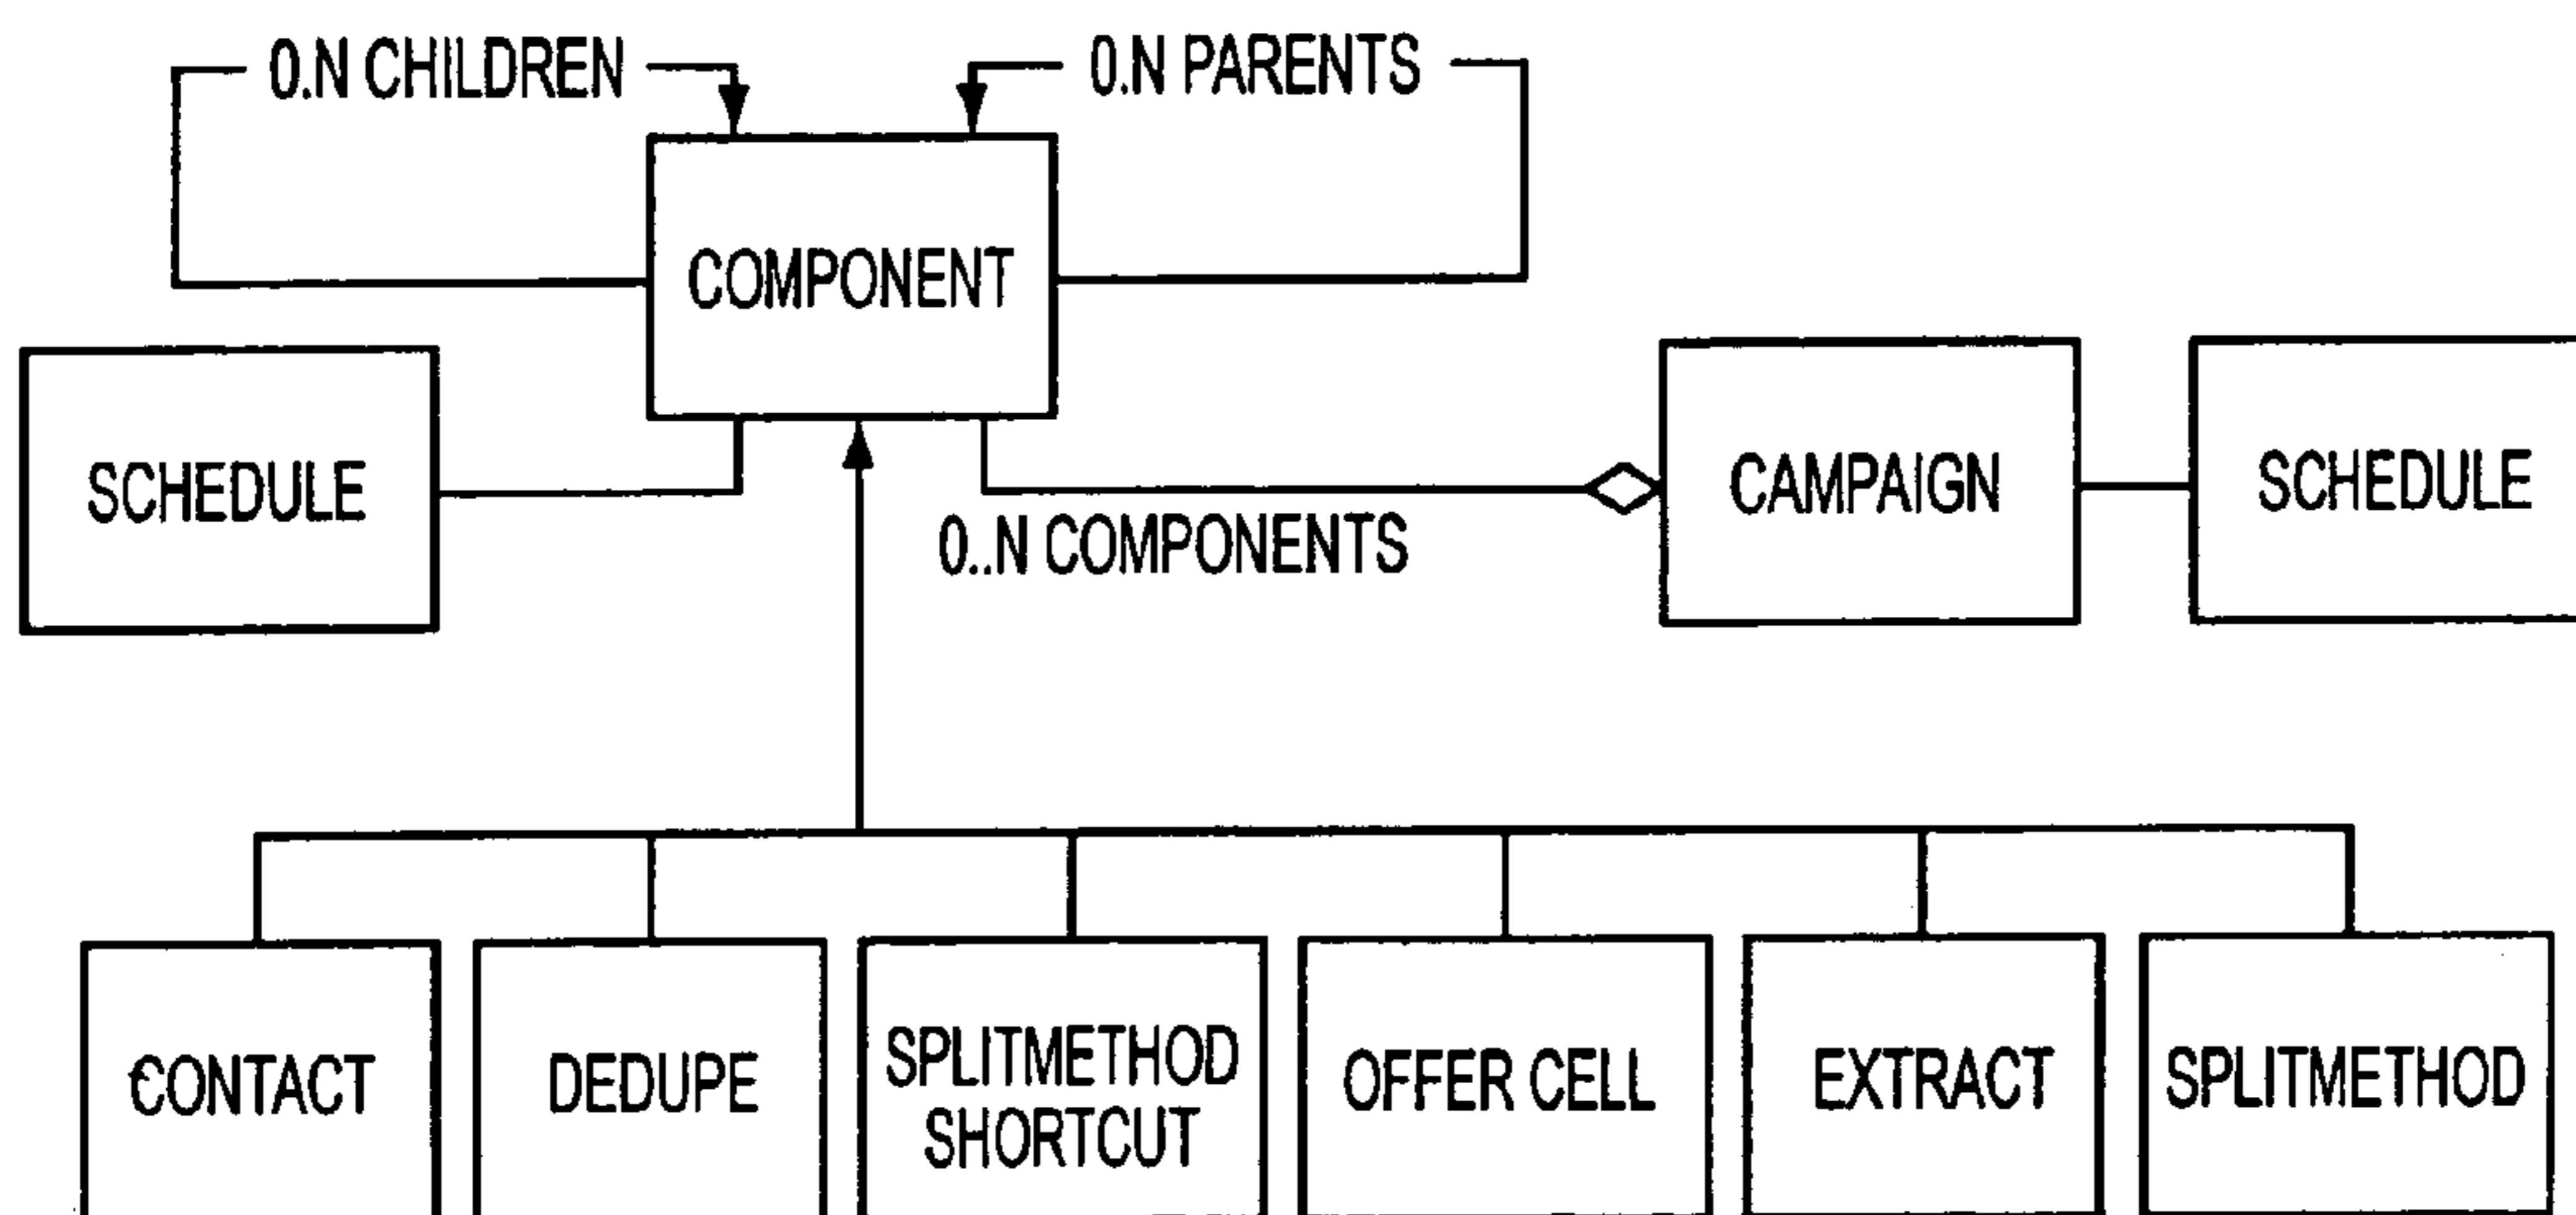 0.N CHILDREN
0.N PARENTS
COMPONENT
SCHEDULE
CAMPAIGN
SCHEDULE
0..N COMPONENTS
CONTACT
DEDUPE
SPLITMETHOD
SHORTCUT
OFFER CELL
EXTRACT
SPLITMETHOD